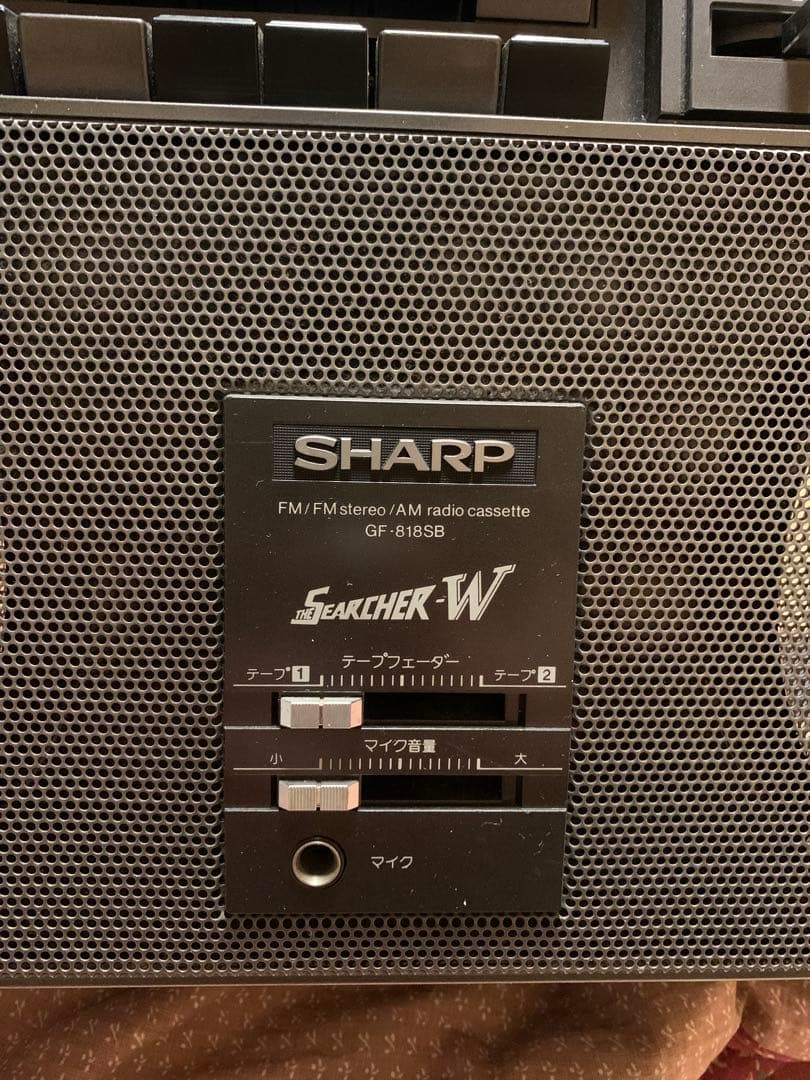 SHARP
FM/FM stereo/AM radio cassette
GF-818SB
THE SEARCHER-W
テープフェーダー
テープ1 テープ2
マイク音量
小 大
マイク